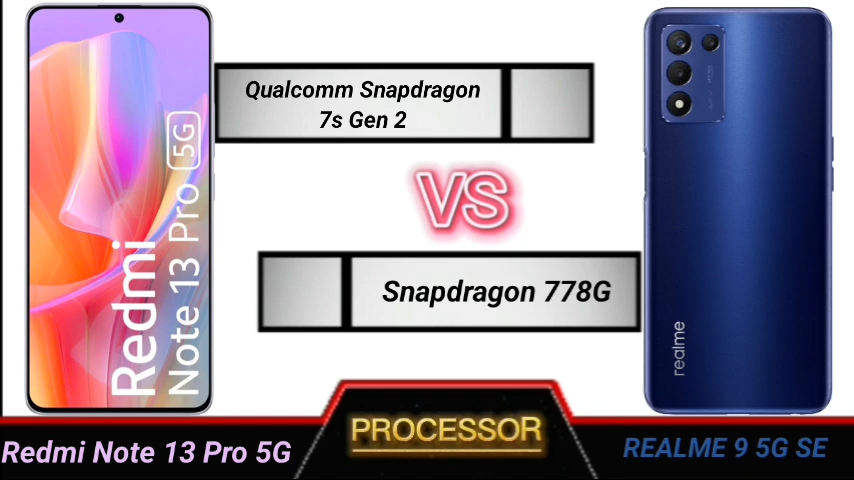 Qualcomm Snapdragon
7s Gen 2
VS
Snapdragon 778G
Redmi
Note 13 Pro 5G
realme
PROCESSOR
Redmi Note 13 Pro 5G
REALME 9 5G SE